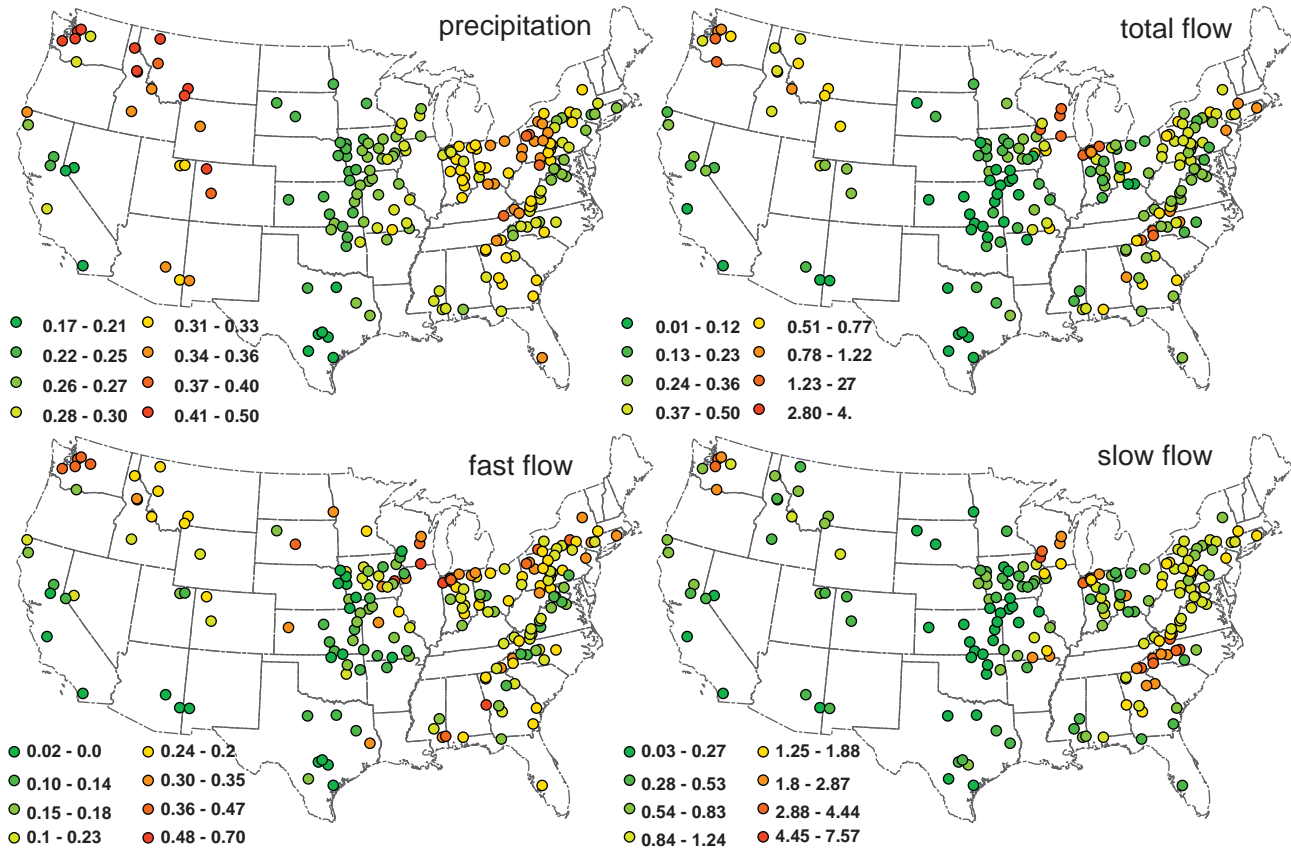 precipitation
0.17 - 0.21
0.22 - 0.25
0.26 - 0.27
0.28 - 0.30
0.31 - 0.33
0.34 - 0.36
0.37 - 0.40
0.41 - 0.50
total flow
0.01 - 0.12
0.13 - 0.23
0.24 - 0.36
0.37 - 0.50
0.51 - 0.77
0.78 - 1.22
1.23 - 27
2.80 - 4.
fast flow
0.02 - 0.0
0.10 - 0.14
0.15 - 0.18
0.1 - 0.23
0.24 - 0.2
0.30 - 0.35
0.36 - 0.47
0.48 - 0.70
slow flow
0.03 - 0.27
0.28 - 0.53
0.54 - 0.83
0.84 - 1.24
1.25 - 1.88
1.8 - 2.87
2.88 - 4.44
4.45 - 7.57